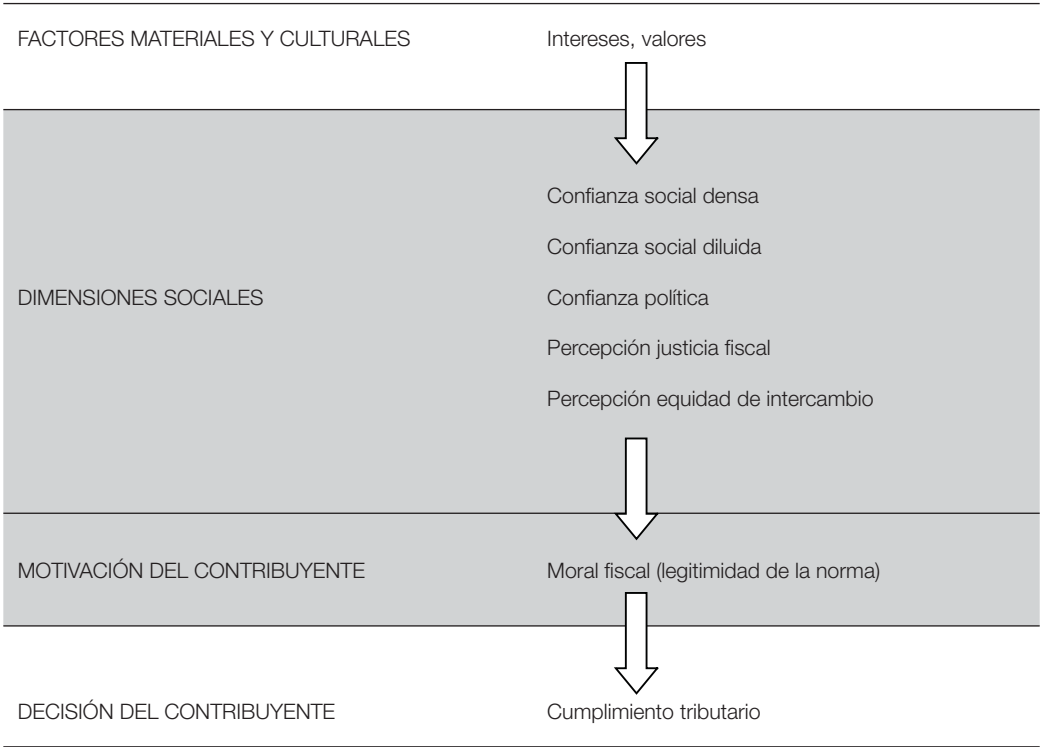 FACTORES MATERIALES Y CULTURALES
Intereses, valores
Confianza social densa
Confianza social diluida
DIMENSIONES SOCIALES
Confianza política
Percepción justicia fiscal
Percepción equidad de intercambio
MOTIVACIÓN DEL CONTRIBUYENTE
Moral fiscal (legitimidad de la norma)
DECISIÓN DEL CONTRIBUYENTE
Cumplimiento tributario